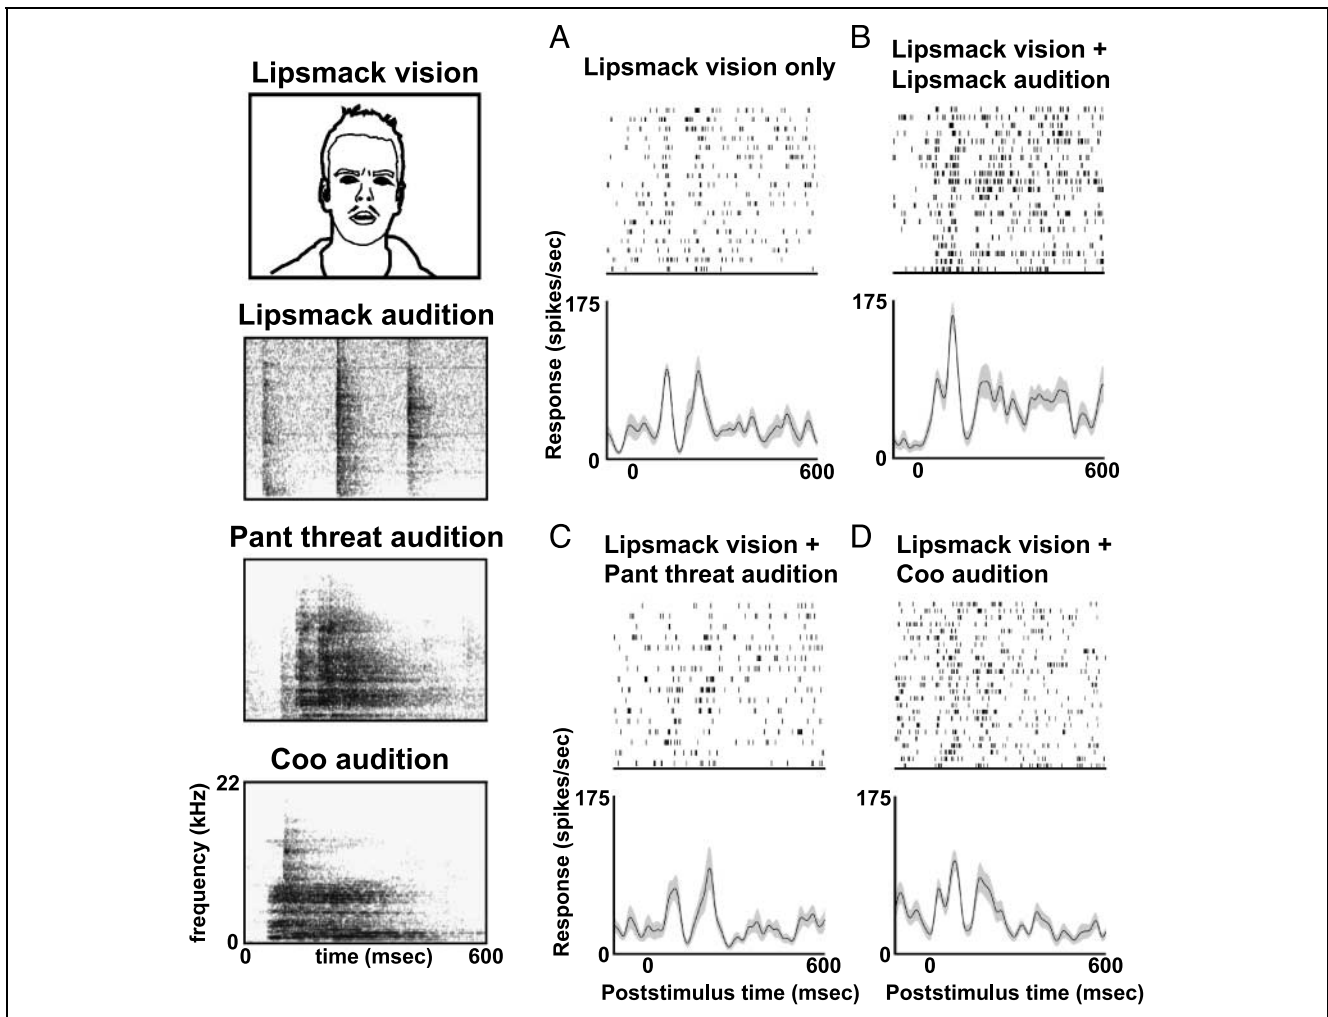 Lipsmack vision
Lipsmack audition
Pant threat audition
Coo audition
22
frequency (kHz)
0
0
time (msec)
600
A
Lipsmack vision only
Response (spikes/sec)
175
0
0
600
B
Lipsmack vision +
Lipsmack audition
175
0
0
600
C
Lipsmack vision +
Pant threat audition
Response (spikes/sec)
175
0
0
600
Poststimulus time (msec)
D
Lipsmack vision +
Coo audition
175
0
0
600
Poststimulus time (msec)